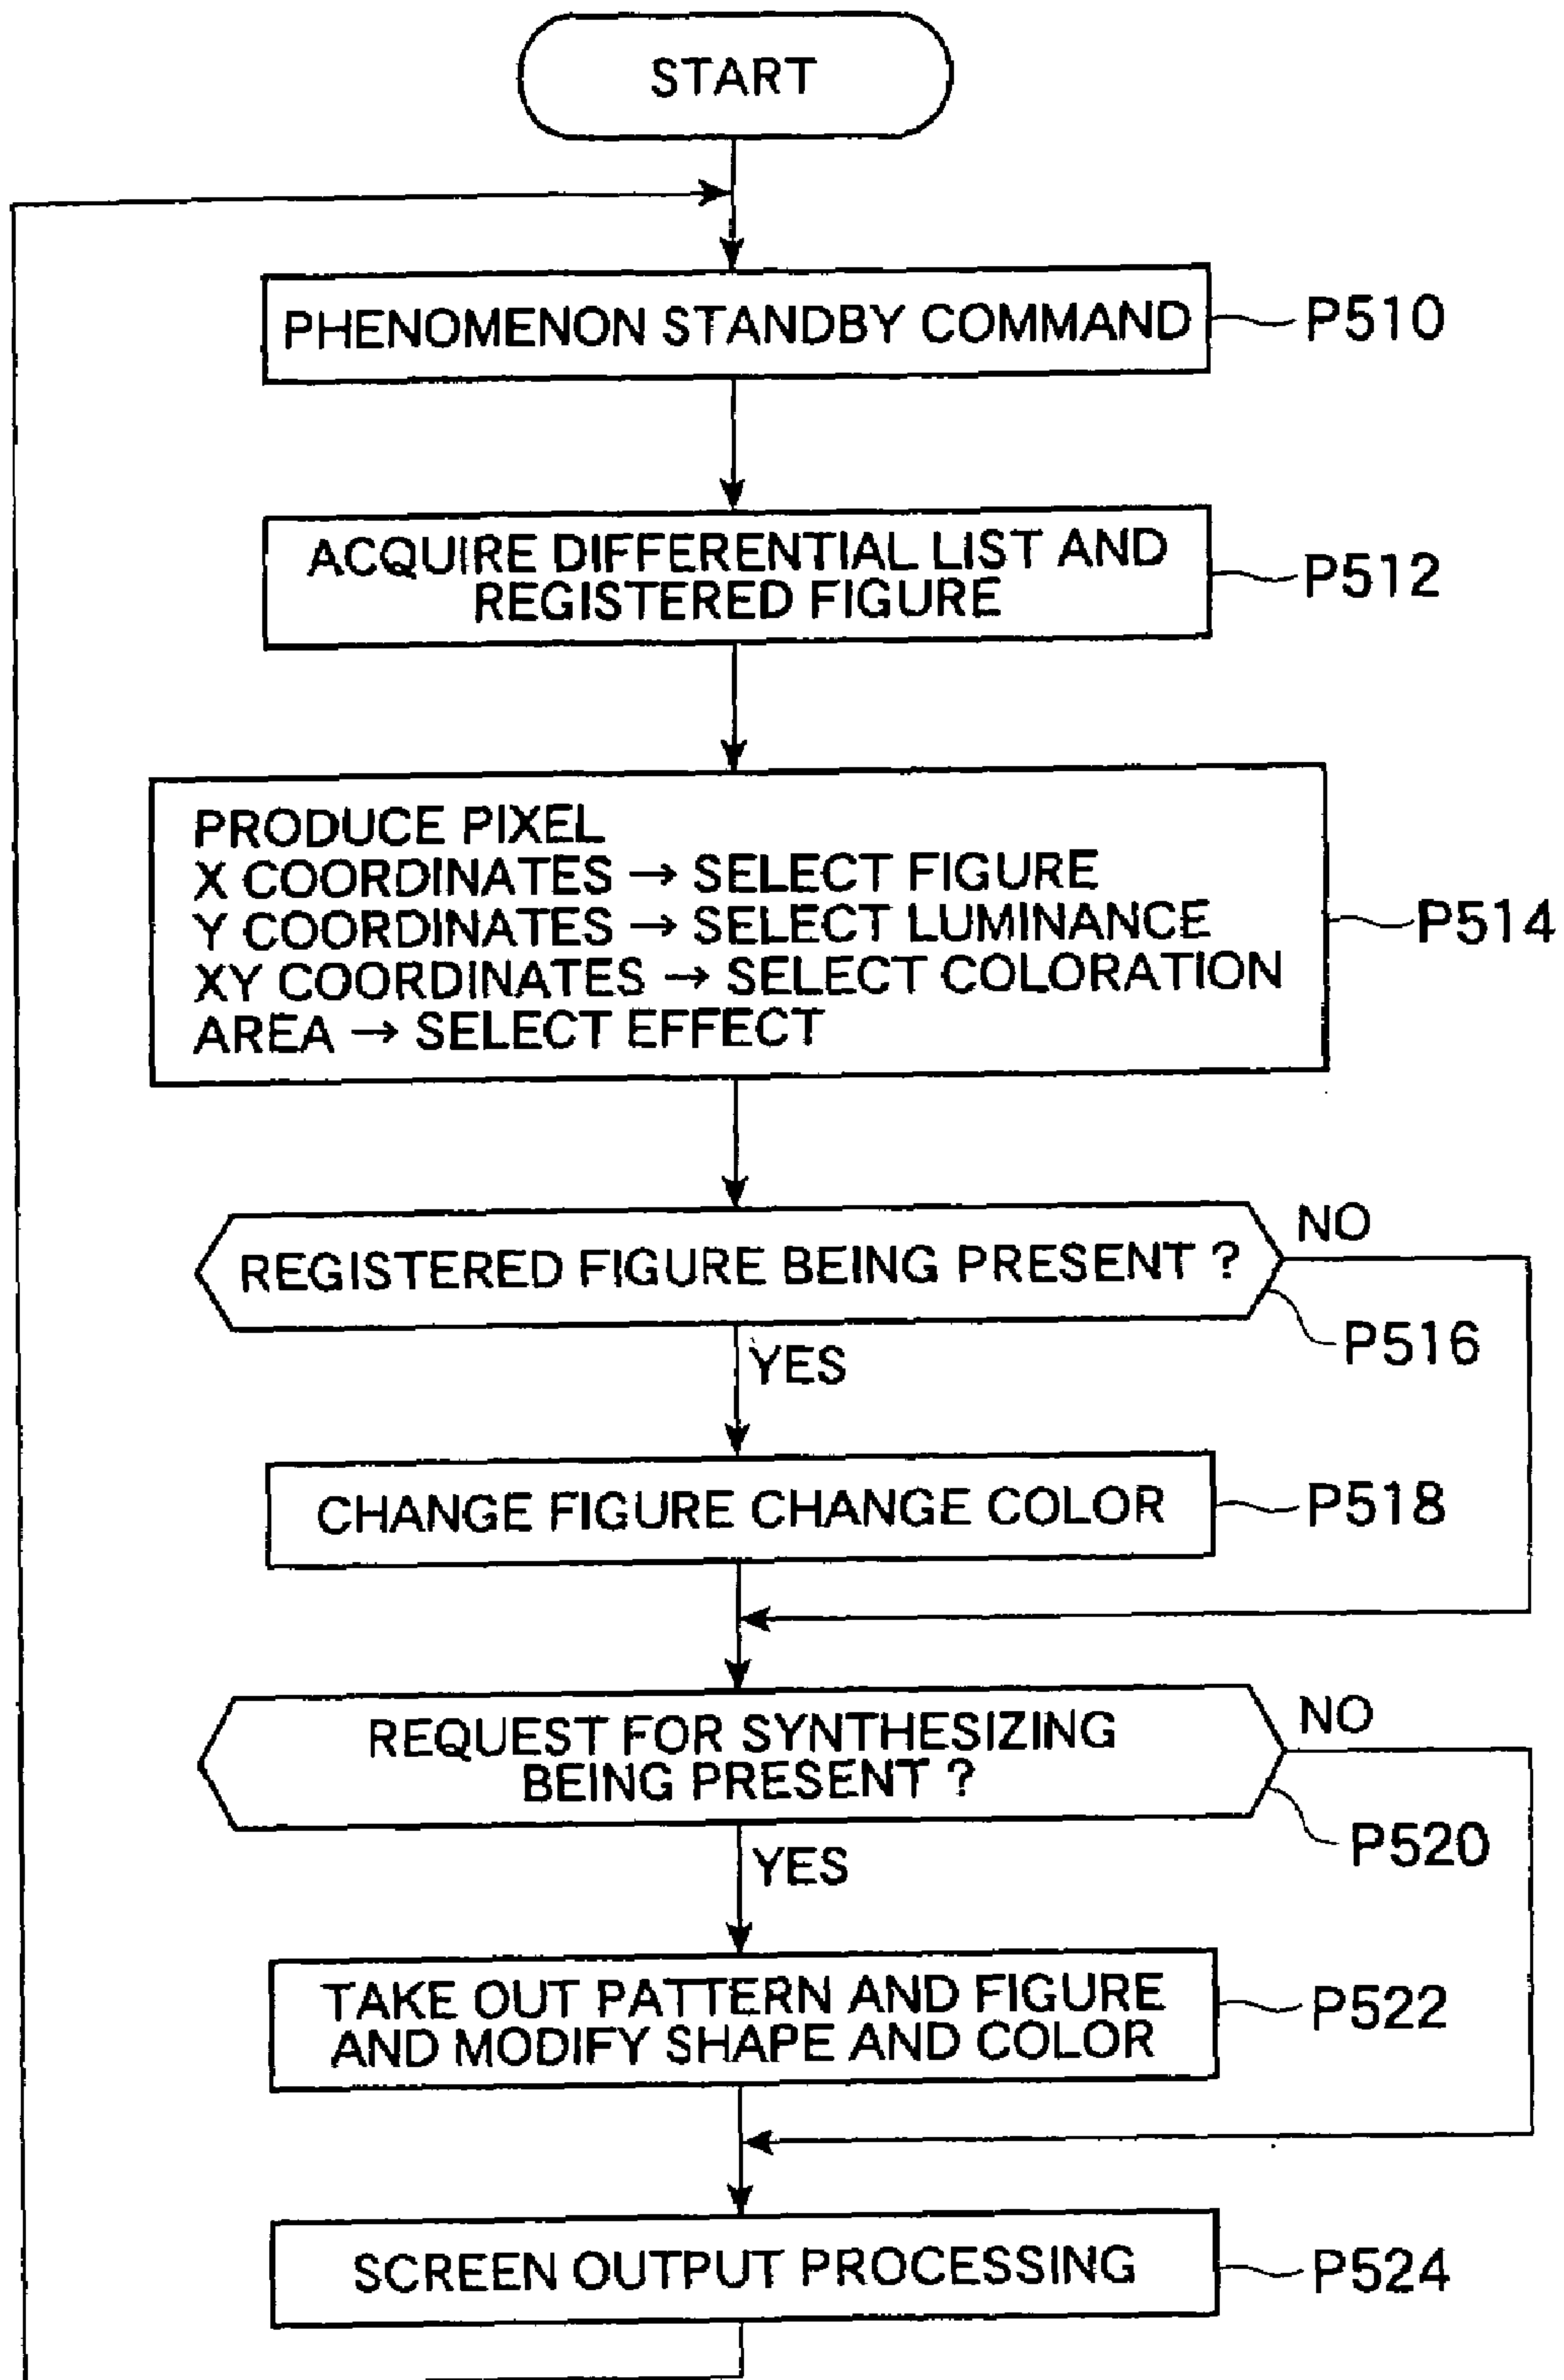 START
PHENOMENON STANDBY COMMAND
P510
ACQUIRE DIFFERENTIAL LIST AND
REGISTERED FIGURE
P512
PRODUCE PIXEL
X COORDINATES → SELECT FIGURE
Y COORDINATES → SELECT LUMINANCE
XY COORDINATES → SELECT COLORATION
AREA → SELECT EFFECT
P514
REGISTERED FIGURE BEING PRESENT ?
NO
P516
YES
CHANGE FIGURE CHANGE COLOR
P518
REQUEST FOR SYNTHESIZING
BEING PRESENT ?
NO
P520
YES
TAKE OUT PATTERN AND FIGURE
AND MODIFY SHAPE AND COLOR
P522
SCREEN OUTPUT PROCESSING
P524